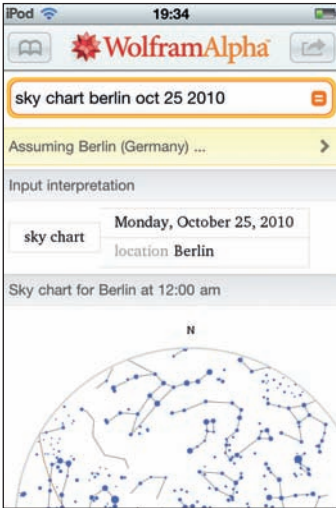 iPod 19:34
WolframAlpha
sky chart berlin oct 25 2010
Assuming Berlin (Germany) ...
Input interpretation
sky chart
Monday, October 25, 2010
location Berlin
Sky chart for Berlin at 12:00 am
N